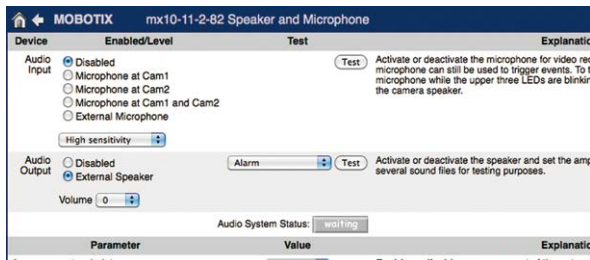 MOBOTIX mx10-11-2-82 Speaker and Microphone
Device Enabled/Level Test Explanatio
Audio Input
Disabled
Microphone at Cam1
Microphone at Cam2
Microphone at Cam1 and Cam2
External Microphone
High sensitivity
Test
Activate or deactivate the microphone for video rec
microphone can still be used to trigger events. To t
microphone while the upper three LEDs are blinkin
the camera speaker.
Audio Output
Disabled
External Speaker
Volume 0
Alarm Test
Activate or deactivate the speaker and set the amp
several sound files for testing purposes.
Audio System Status: waiting
Parameter Value Explanatio